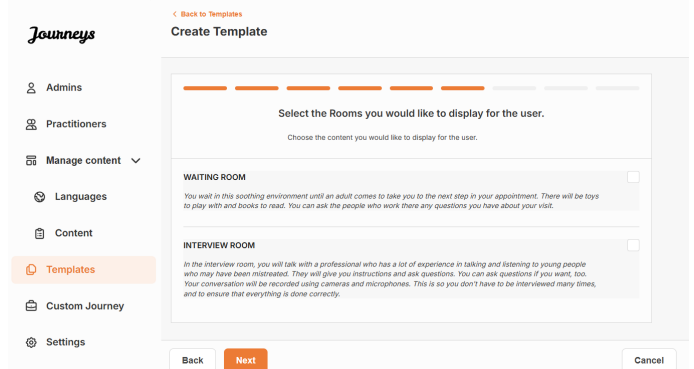 Journeys
Admins
Practitioners
Manage content
Languages
Content
Templates
Custom Journey
Settings
Back to Templates
Create Template
Select the Rooms you would like to display for the user.
Choose the content you would like to display for the user.
WAITING ROOM
You wait in this soothing environment until an adult comes to take you to the next step in your appointment. There will be toys
to play with and books to read. You can ask the people who work there any questions you have about your visit.
INTERVIEW ROOM
In the interview room, you will talk with a professional who has a lot of experience in talking and listening to young people
who may have been mistreated. They will give you instructions and ask questions. You can ask questions if you want, too.
Your conversation will be recorded using cameras and microphones. This is so you don't have to be interviewed many times,
and to ensure that everything is done correctly.
Back
Next
Cancel